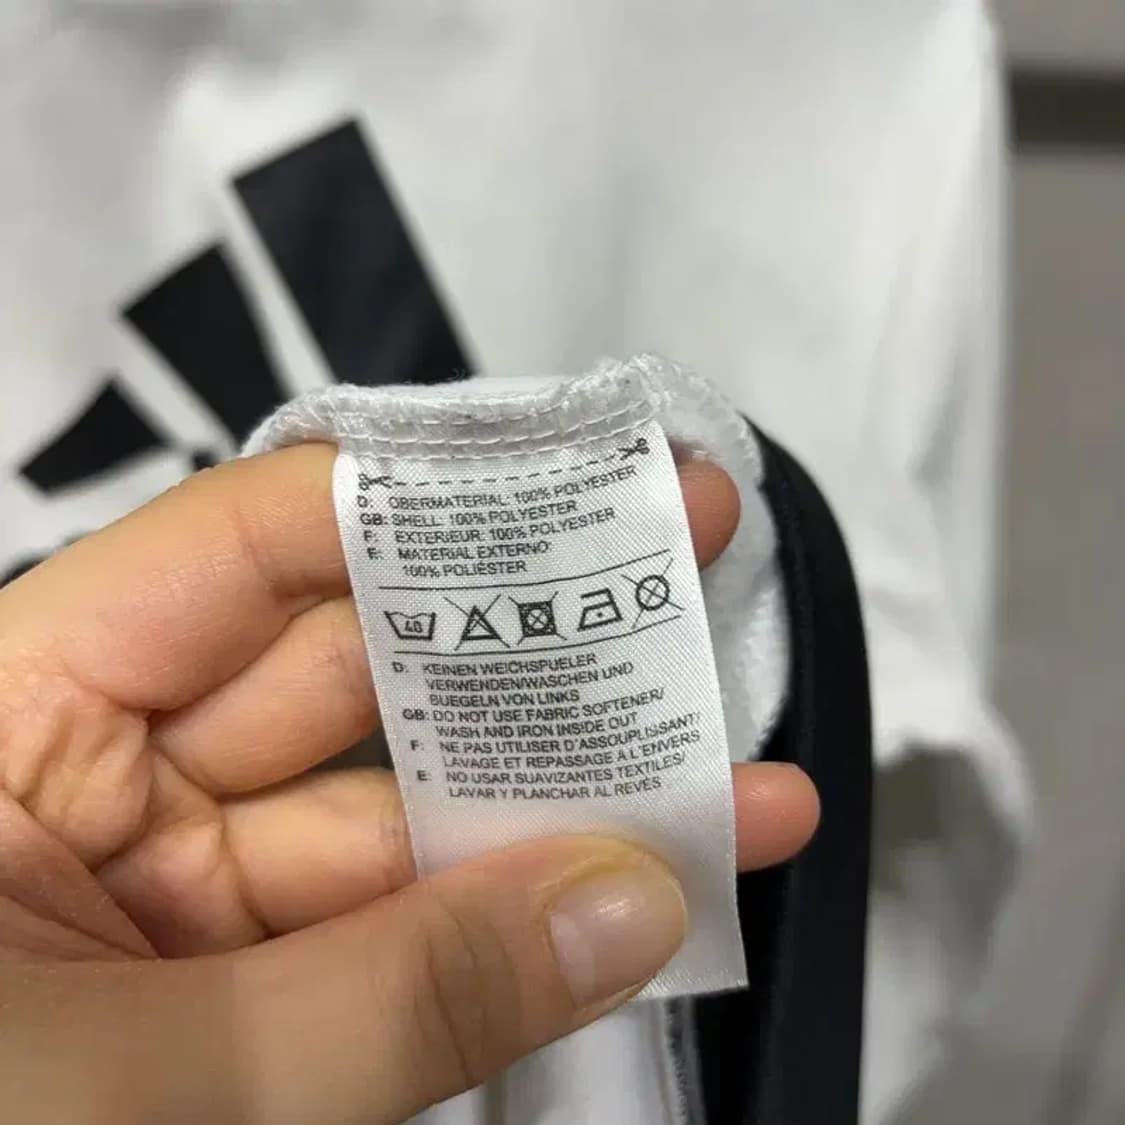 D: OBERMATERIAL: 100% POLYESTER
GB: SHELL: 100% POLYESTER
F: EXTERIEUR: 100% POLYESTER
E: MATERIAL EXTERNO:
100% POLIÉSTER
40
D: KEINEN WEICHSPUELER
VERWENDEN/WASCHEN UND
BUEGELN VON LINKS
GB: DO NOT USE FABRIC SOFTENER/
WASH AND IRON INSIDE OUT
F: NE PAS UTILISER D'ASSOUPLISSANT/
LAVAGE ET REPASSAGE A L'ENVERS
E: NO USAR SUAVIZANTES TEXTILES/
LAVAR Y PLANCHAR AL REVÉS